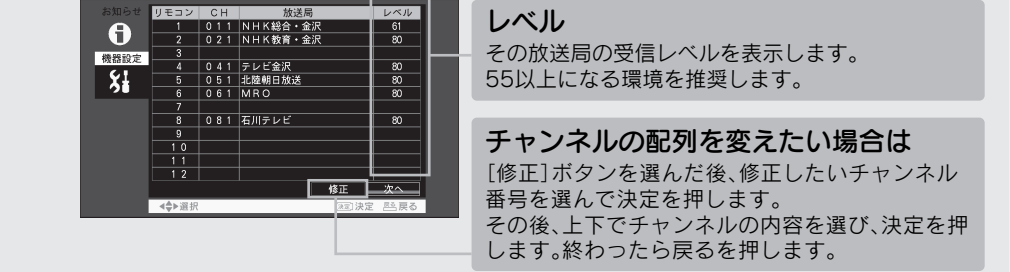 お知らせ
機器設定
リモコン CH 放送局 レベル
1 011 NHK総合・金沢 61
2 021 NHK教育・金沢 80
3
4 041 テレビ金沢 80
5 051 北陸朝日放送 80
6 061 MRO 80
7
8 081 石川テレビ 80
9
10
11
12
修正 次へ
選択 決定 決定 戻る 戻る
レベル
その放送局の受信レベルを表示します。
55以上になる環境を推奨します。
チャンネルの配列を変えたい場合は
[修正]ボタンを選んだ後、修正したいチャンネル
番号を選んで決定を押します。
その後、上下でチャンネルの内容を選び、決定を押
します。終わったら戻るを押します。